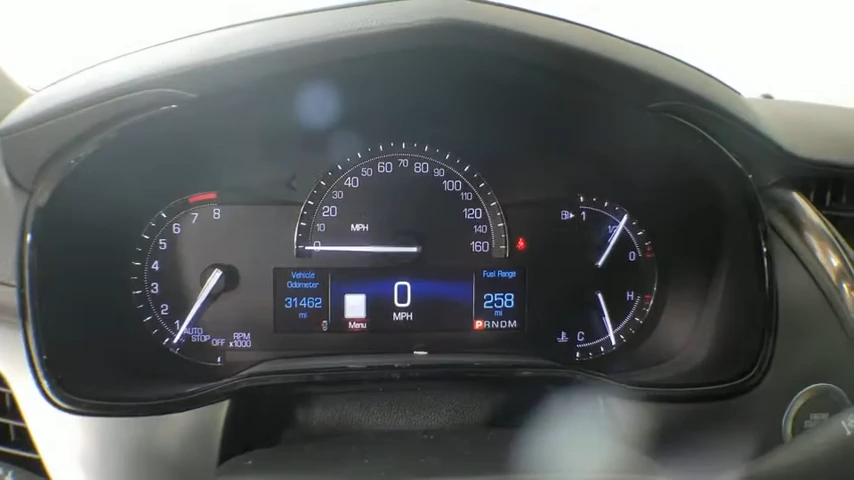 60 70 80
50 90
40 100
30 110
20 120
10 140
0 160
MPH
8
7
6
5
4
3
2
1
AUTO
STOP
OFF
RPM
x1000
Vehicle
Odometer
31462
mi
Menu
0
MPH
Fuel Range
258
mi
PRNDM
1
1/2
0
H
C
ENGINE